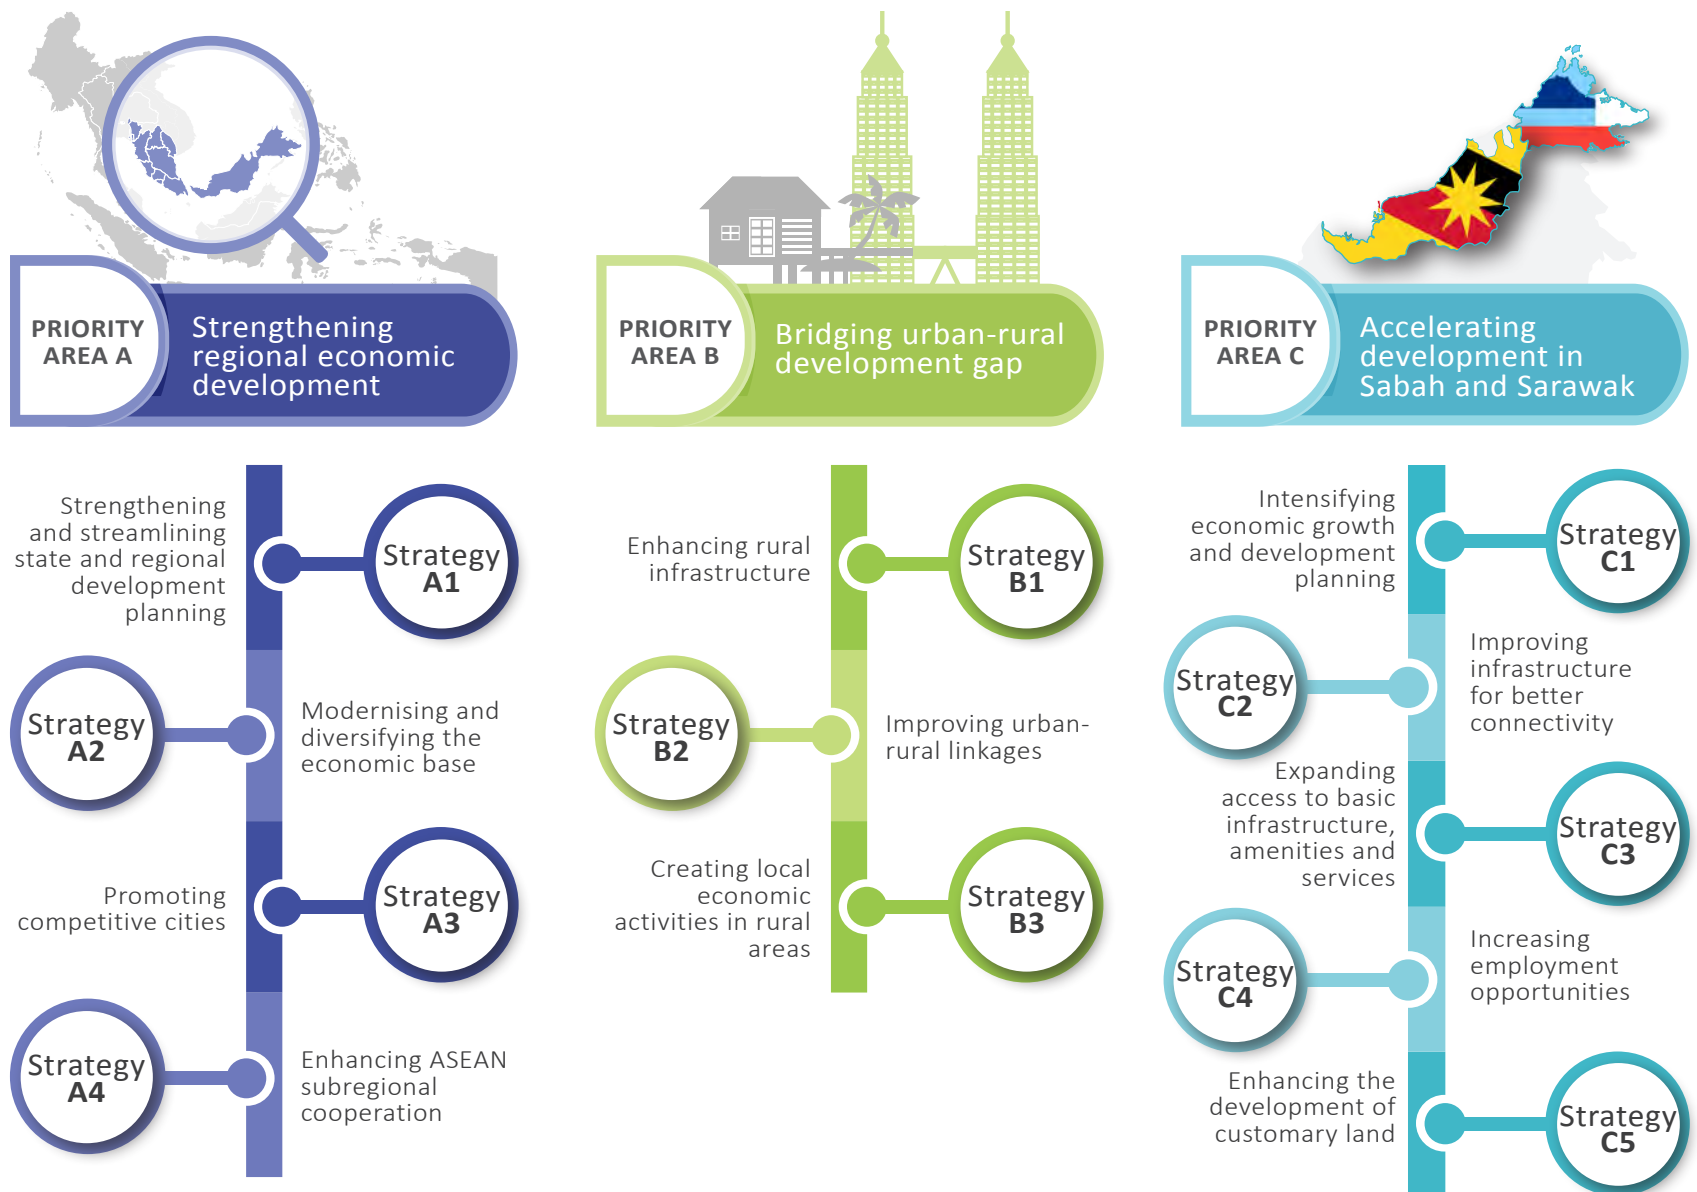 PRIORITY
AREA A
Strengthening
regional economic
development
Strengthening
and streamlining
state and regional
development
planning
Strategy
A1
Strategy
A2
Modernising and
diversifying the
economic base
Promoting
competitive cities
Strategy
A3
Strategy
A4
Enhancing ASEAN
subregional
cooperation
PRIORITY
AREA B
Bridging urban-rural
development gap
Enhancing rural
infrastructure
Strategy
B1
Strategy
B2
Improving urban-
rural linkages
Creating local
economic
activities in rural
areas
Strategy
B3
PRIORITY
AREA C
Accelerating
development in
Sabah and Sarawak
Intensifying
economic growth
and development
planning
Strategy
C1
Strategy
C2
Improving
infrastructure
for better
connectivity
Expanding
access to basic
infrastructure,
amenities and
services
Strategy
C3
Strategy
C4
Increasing
employment
opportunities
Enhancing the
development of
customary land
Strategy
C5